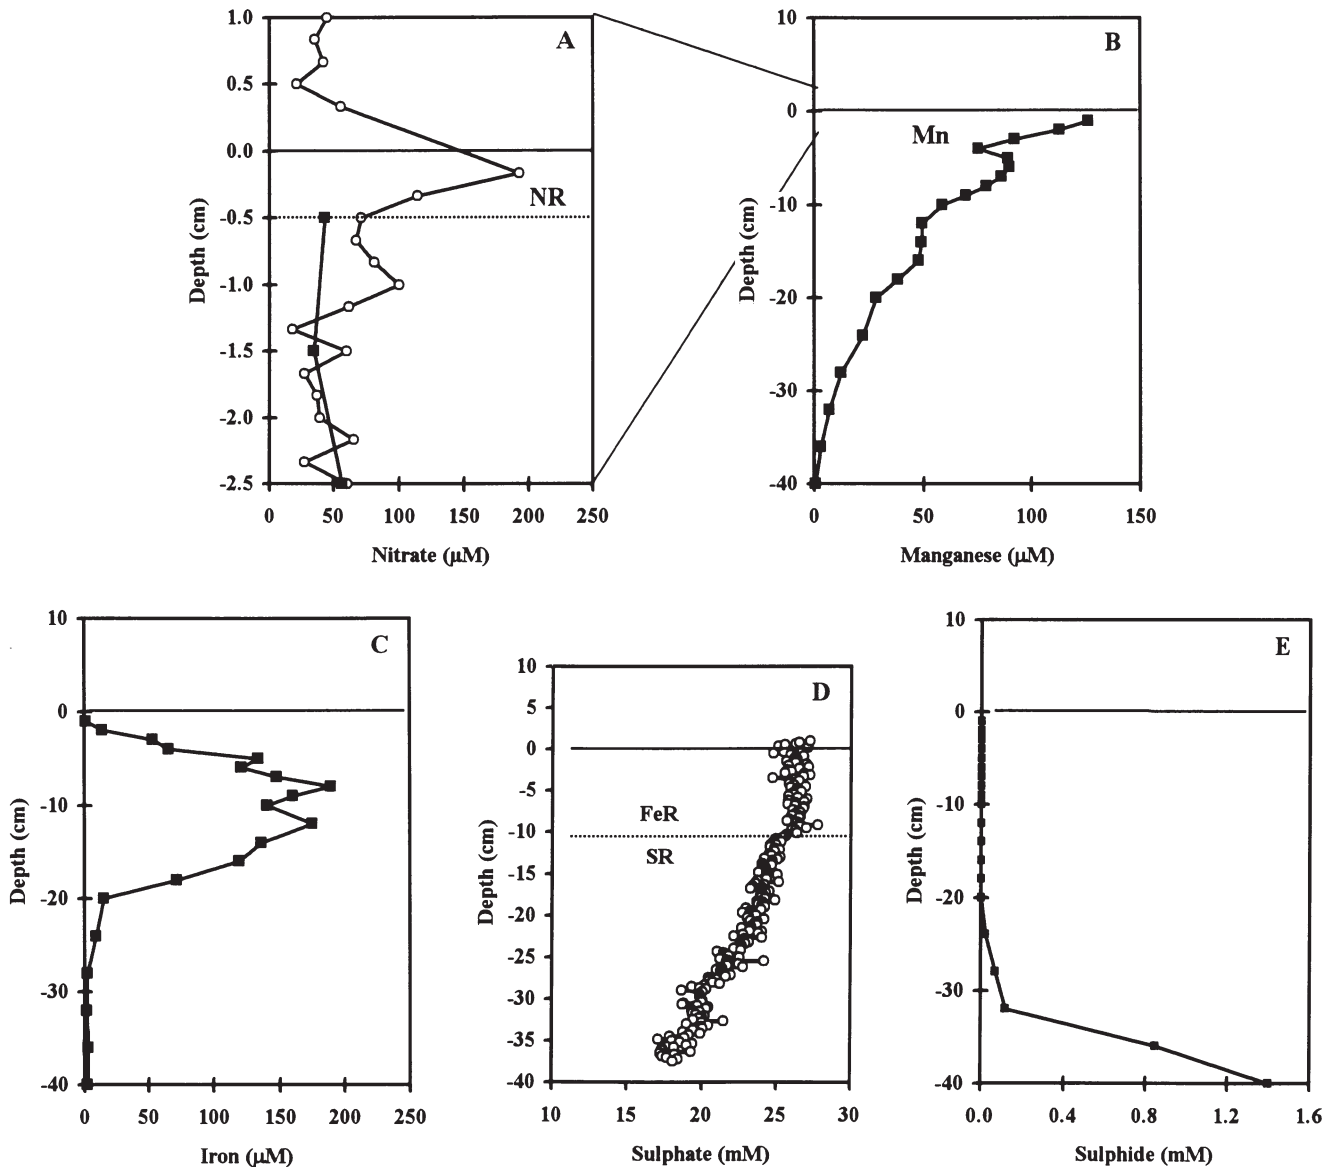 1.0
0.5
0.0
-0.5
-1.0
-1.5
-2.0
-2.5
Depth (cm)
A
NR
0 50 100 150 200 250
Nitrate (μM)
10
0
-10
-20
-30
-40
Depth (cm)
B
Mn
0 50 100 150
Manganese (μM)
10
0
-10
-20
-30
-40
Depth (cm)
C
0 50 100 150 200 250
Iron (μM)
10
5
0
-5
-10
-15
-20
-25
-30
-35
-40
Depth (cm)
D
FeR
SR
10 15 20 25 30
Sulphate (mM)
10
0
-10
-20
-30
-40
Depth (cm)
E
0.0 0.4 0.8 1.2 1.6
Sulphide (mM)